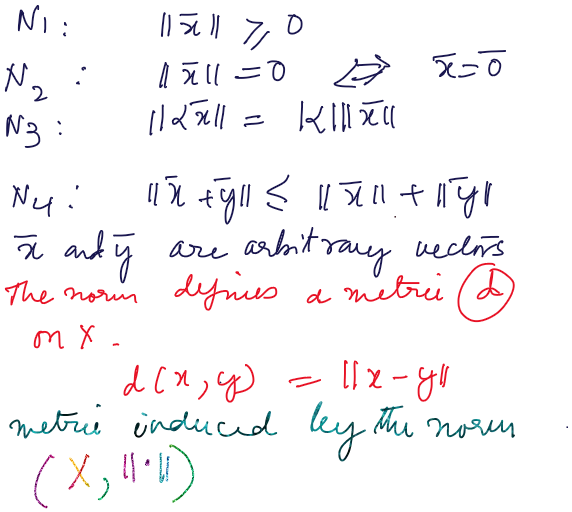 N1: ||x̄|| ⩾ 0
N2: ||x̄|| = 0 ⇔ x̄ = 0̄
N3: ||αx̄|| = |α| ||x̄||
N4: ||x̄ + ȳ|| ≤ ||x̄|| + ||ȳ||
x̄ and ȳ are arbitrary vectors
The norm defines a metric d
on X.
d(x, y) = ||x - y||
metric induced by the norm
(X, ||·||)